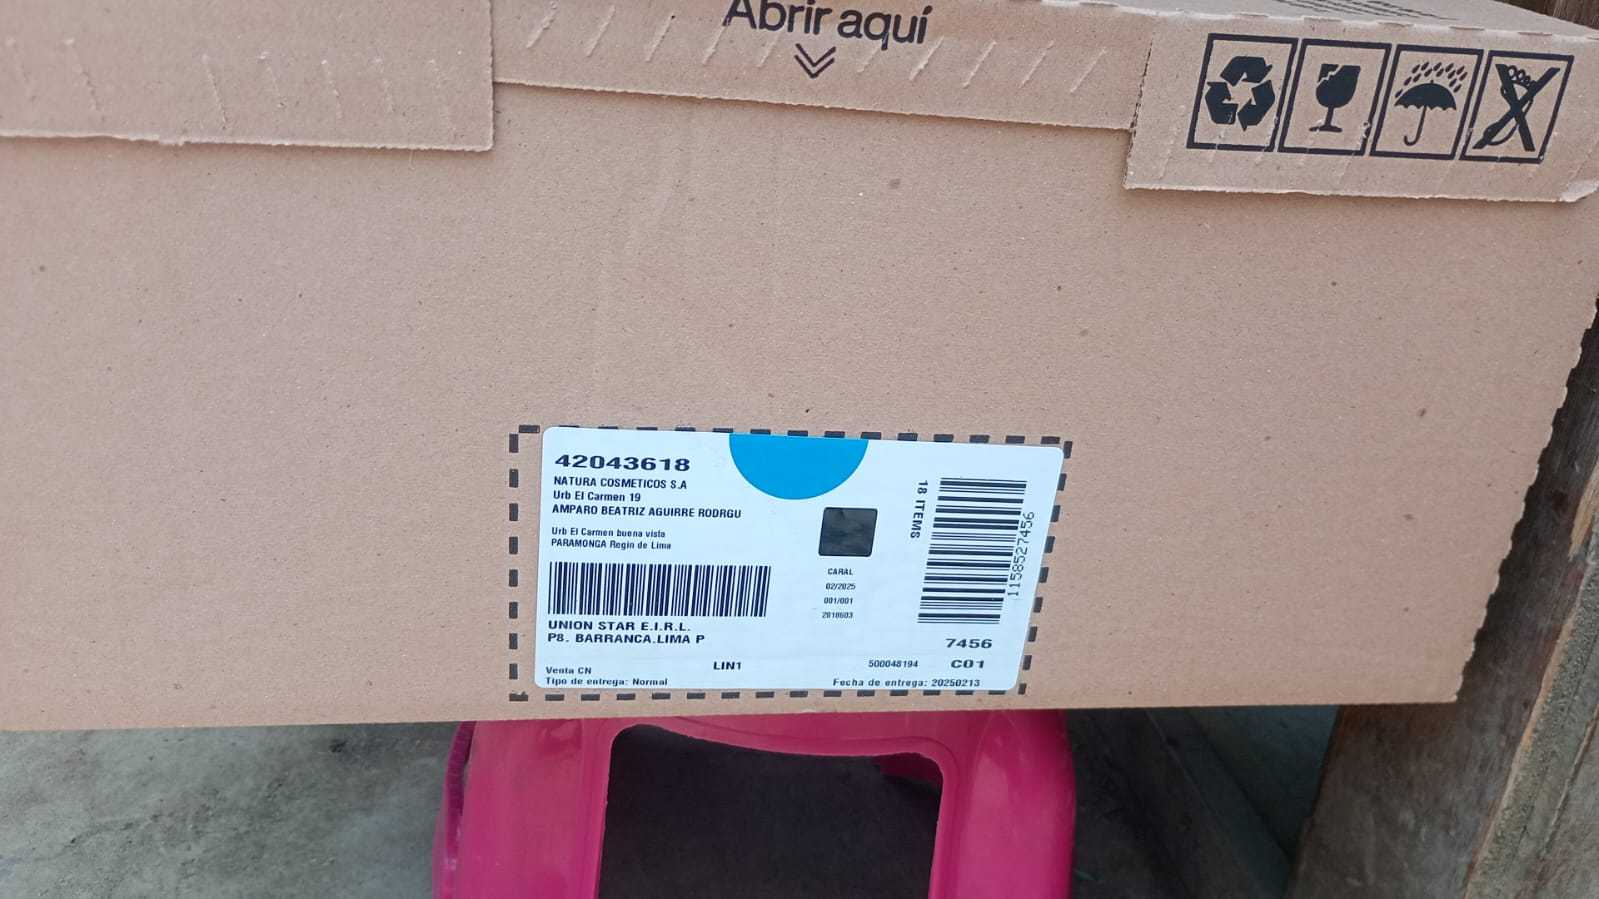 Abrir aquí
42043618
NATURA COSMETICOS S.A
Urb El Carmen 19
AMPARO BEATRIZ AGUIRRE RODRGU
Urb El Carmen buena vista
PARAMONGA Regin de Lima
UNION STAR E.I.R.L.
P8. BARRANCA.LIMA P
Venta CN
Tipo de entrega: Normal
LIN1
CARAL
02/2025
001/001
2818603
18 ITEMS
1158527456
7456
500048194 C01
Fecha de entrega: 20250213